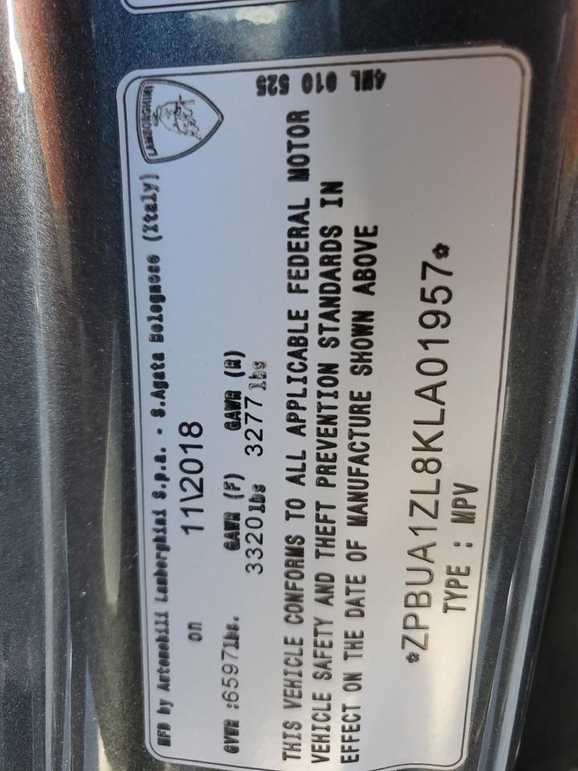 LAMBORGHINI
4ML 010 525
MFD by Automobili Lamborghini S.p.A. - S.Agata Bolognese (Italy)
on 11\2018
GVWR :6597lbs. GAWR (F) GAWR (R)
3320lbs 3277lbs
THIS VEHICLE CONFORMS TO ALL APPLICABLE FEDERAL MOTOR
VEHICLE SAFETY AND THEFT PREVENTION STANDARDS IN
EFFECT ON THE DATE OF MANUFACTURE SHOWN ABOVE
*ZPBUA1ZL8KLA01957*
TYPE : MPV